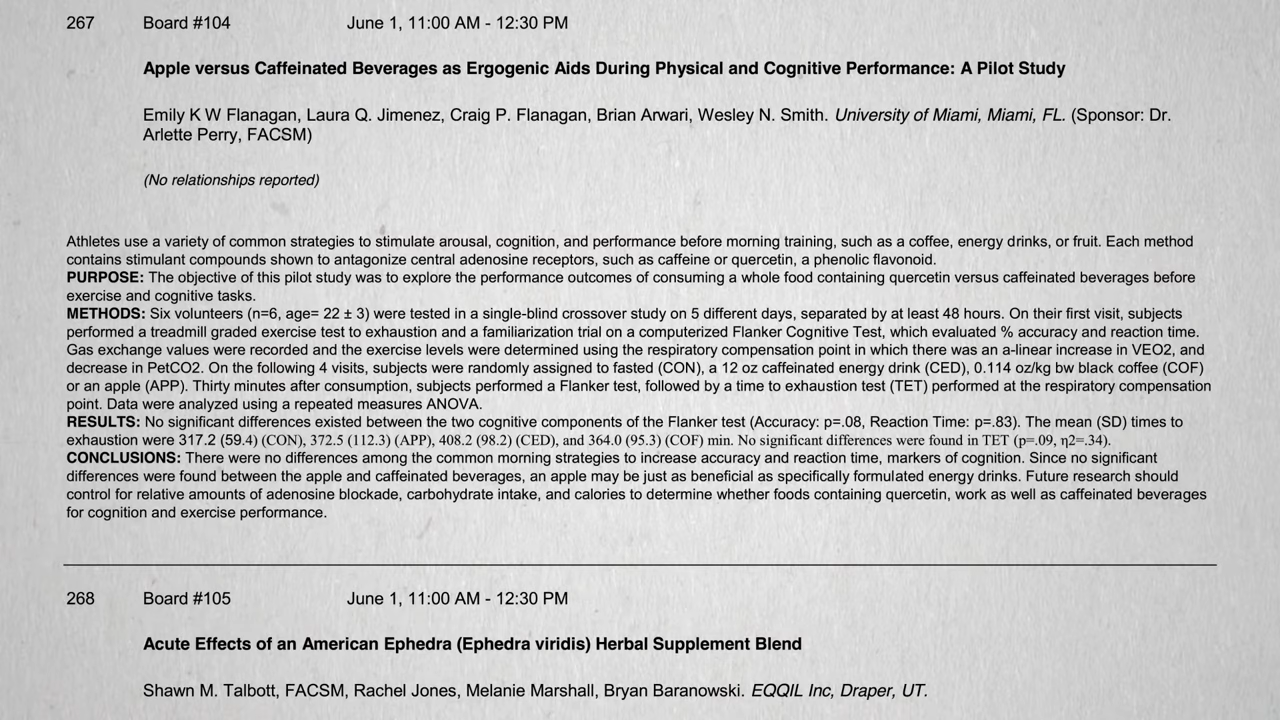 267 Board #104 June 1, 11:00 AM - 12:30 PM
Apple versus Caffeinated Beverages as Ergogenic Aids During Physical and Cognitive Performance: A Pilot Study
Emily K W Flanagan, Laura Q. Jimenez, Craig P. Flanagan, Brian Arwari, Wesley N. Smith. University of Miami, Miami, FL. (Sponsor: Dr.
Arlette Perry, FACSM)
(No relationships reported)
Athletes use a variety of common strategies to stimulate arousal, cognition, and performance before morning training, such as a coffee, energy drinks, or fruit. Each method
contains stimulant compounds shown to antagonize central adenosine receptors, such as caffeine or quercetin, a phenolic flavonoid.
PURPOSE: The objective of this pilot study was to explore the performance outcomes of consuming a whole food containing quercetin versus caffeinated beverages before
exercise and cognitive tasks.
METHODS: Six volunteers (n=6, age= 22 ± 3) were tested in a single-blind crossover study on 5 different days, separated by at least 48 hours. On their first visit, subjects
performed a treadmill graded exercise test to exhaustion and a familiarization trial on a computerized Flanker Cognitive Test, which evaluated % accuracy and reaction time.
Gas exchange values were recorded and the exercise levels were determined using the respiratory compensation point in which there was an a-linear increase in VEO2, and
decrease in PetCO2. On the following 4 visits, subjects were randomly assigned to fasted (CON), a 12 oz caffeinated energy drink (CED), 0.114 oz/kg bw black coffee (COF)
or an apple (APP). Thirty minutes after consumption, subjects performed a Flanker test, followed by a time to exhaustion test (TET) performed at the respiratory compensation
point. Data were analyzed using a repeated measures ANOVA.
RESULTS: No significant differences existed between the two cognitive components of the Flanker test (Accuracy: p=.08, Reaction Time: p=.83). The mean (SD) times to
exhaustion were 317.2 (59.4) (CON), 372.5 (112.3) (APP), 408.2 (98.2) (CED), and 364.0 (95.3) (COF) min. No significant differences were found in TET (p=.09, η2=.34).
CONCLUSIONS: There were no differences among the common morning strategies to increase accuracy and reaction time, markers of cognition. Since no significant
differences were found between the apple and caffeinated beverages, an apple may be just as beneficial as specifically formulated energy drinks. Future research should
control for relative amounts of adenosine blockade, carbohydrate intake, and calories to determine whether foods containing quercetin, work as well as caffeinated beverages
for cognition and exercise performance.
268 Board #105 June 1, 11:00 AM - 12:30 PM
Acute Effects of an American Ephedra (Ephedra viridis) Herbal Supplement Blend
Shawn M. Talbott, FACSM, Rachel Jones, Melanie Marshall, Bryan Baranowski. EQQIL Inc, Draper, UT.